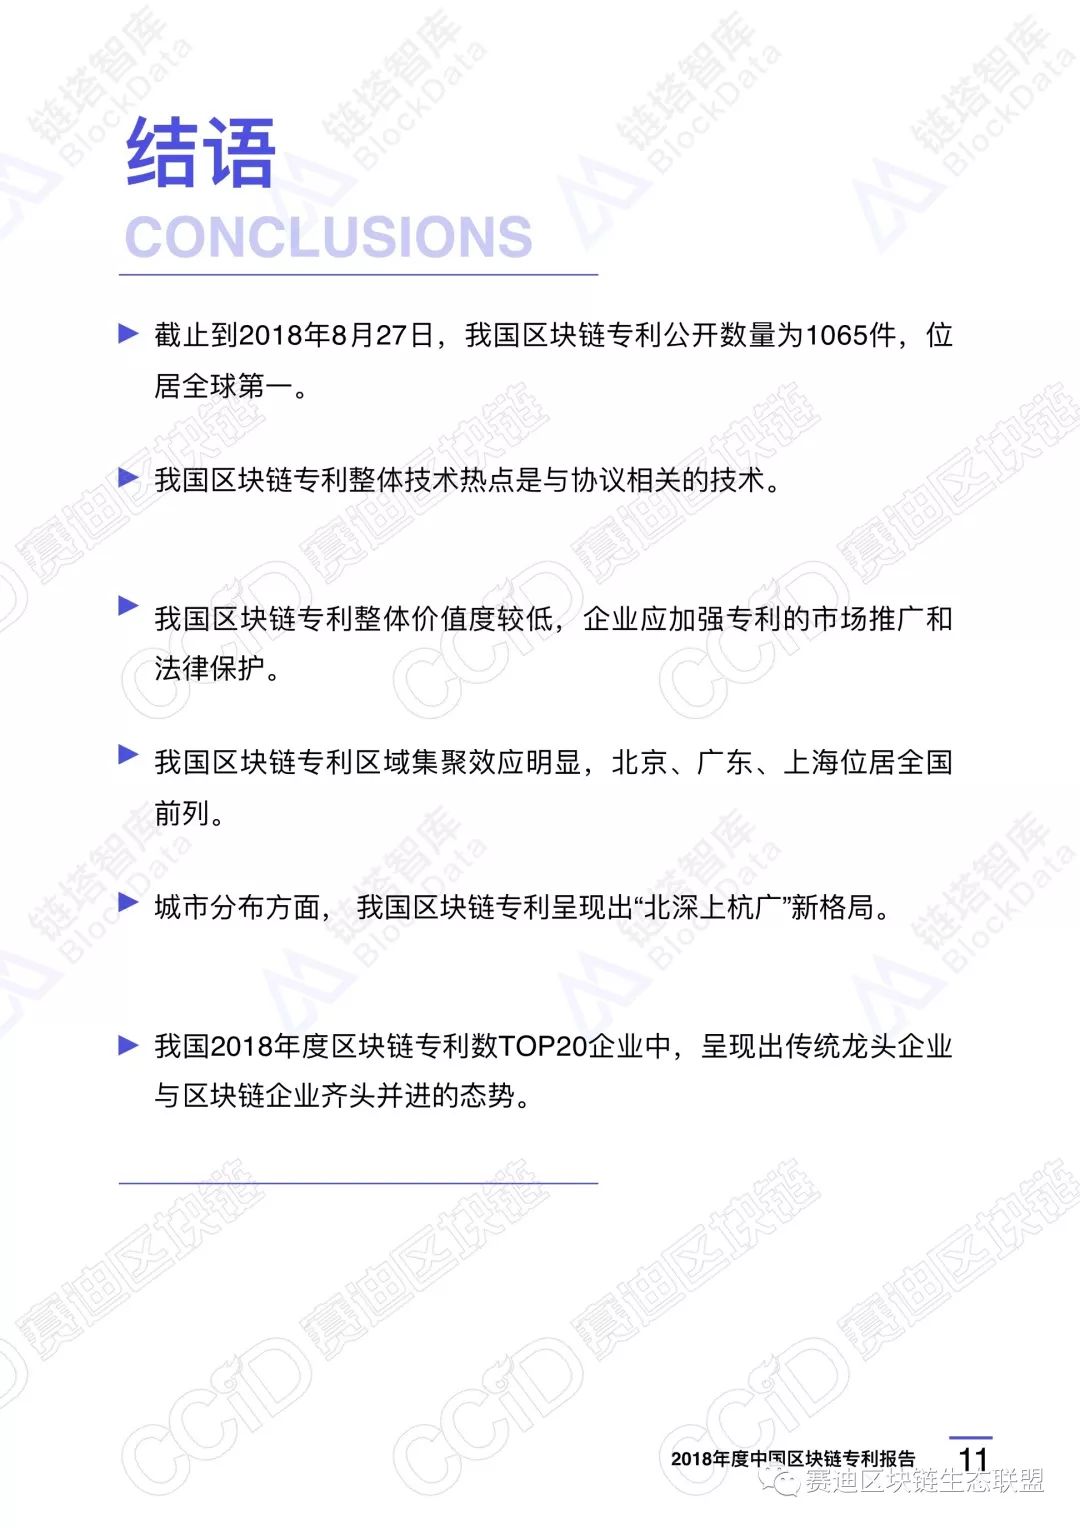 结语
CONCLUSIONS
截止到2018年8月27日，我国区块链专利公开数量为1065件，位
居全球第一。
我国区块链专利整体技术热点是与协议相关的技术。
我国区块链专利整体价值度较低，企业应加强专利的市场推广和
法律保护。
我国区块链专利区域集聚效应明显，北京、广东、上海位居全国
前列。
城市分布方面， 我国区块链专利呈现出“北深上杭广”新格局。
我国2018年度区块链专利数TOP20企业中，呈现出传统龙头企业
与区块链企业齐头并进的态势。
2018年度中国区块链专利报告
11
赛迪区块链生态联盟
链塔智库
BlockData
CCID 赛迪区块链